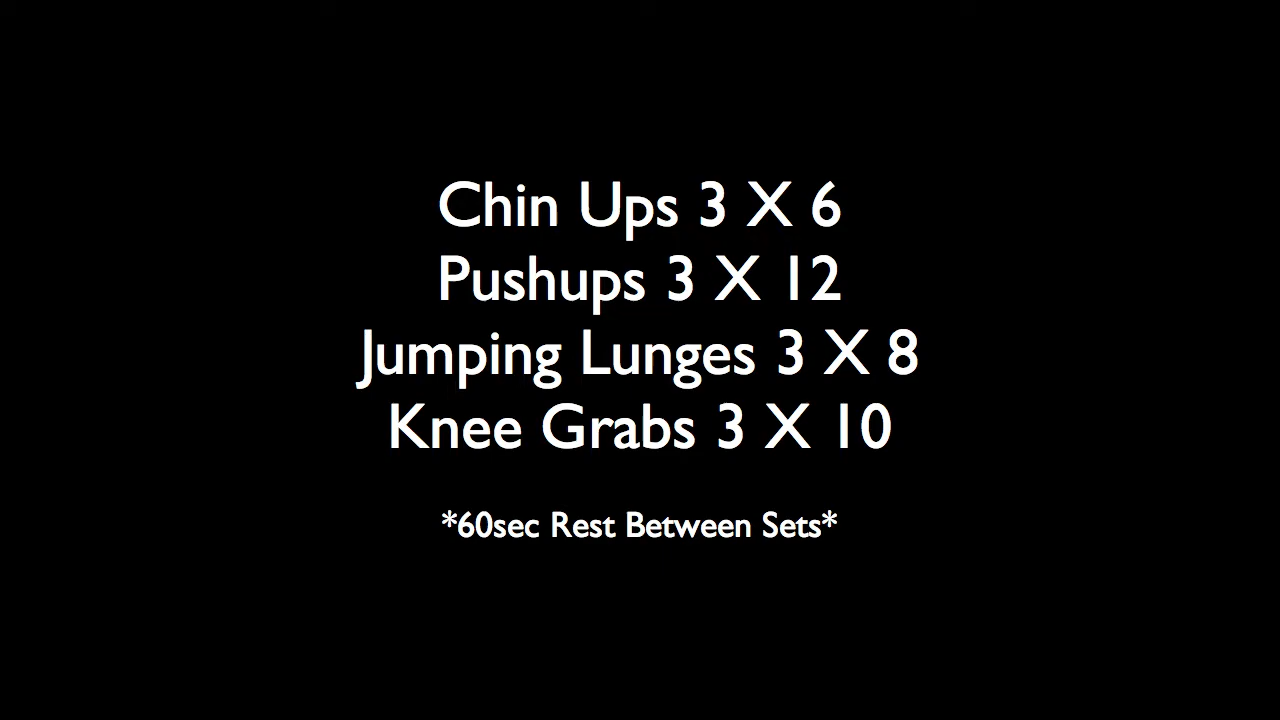 Chin Ups 3 X 6
Pushups 3 X 12
Jumping Lunges 3 X 8
Knee Grabs 3 X 10
*60sec Rest Between Sets*